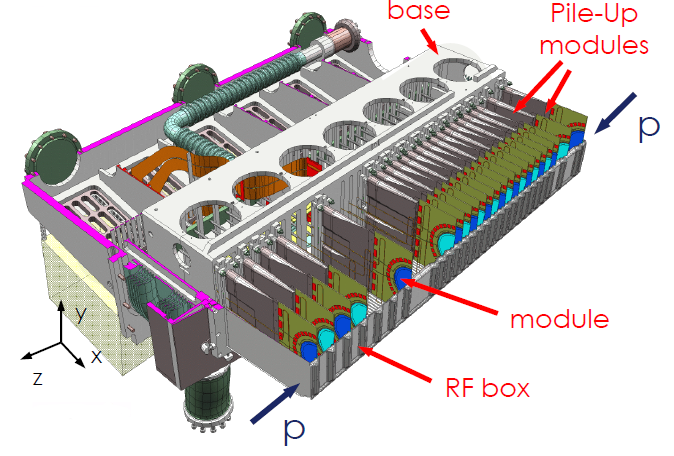 base
Pile-Up
modules
p
y
x
z
module
RF box
p